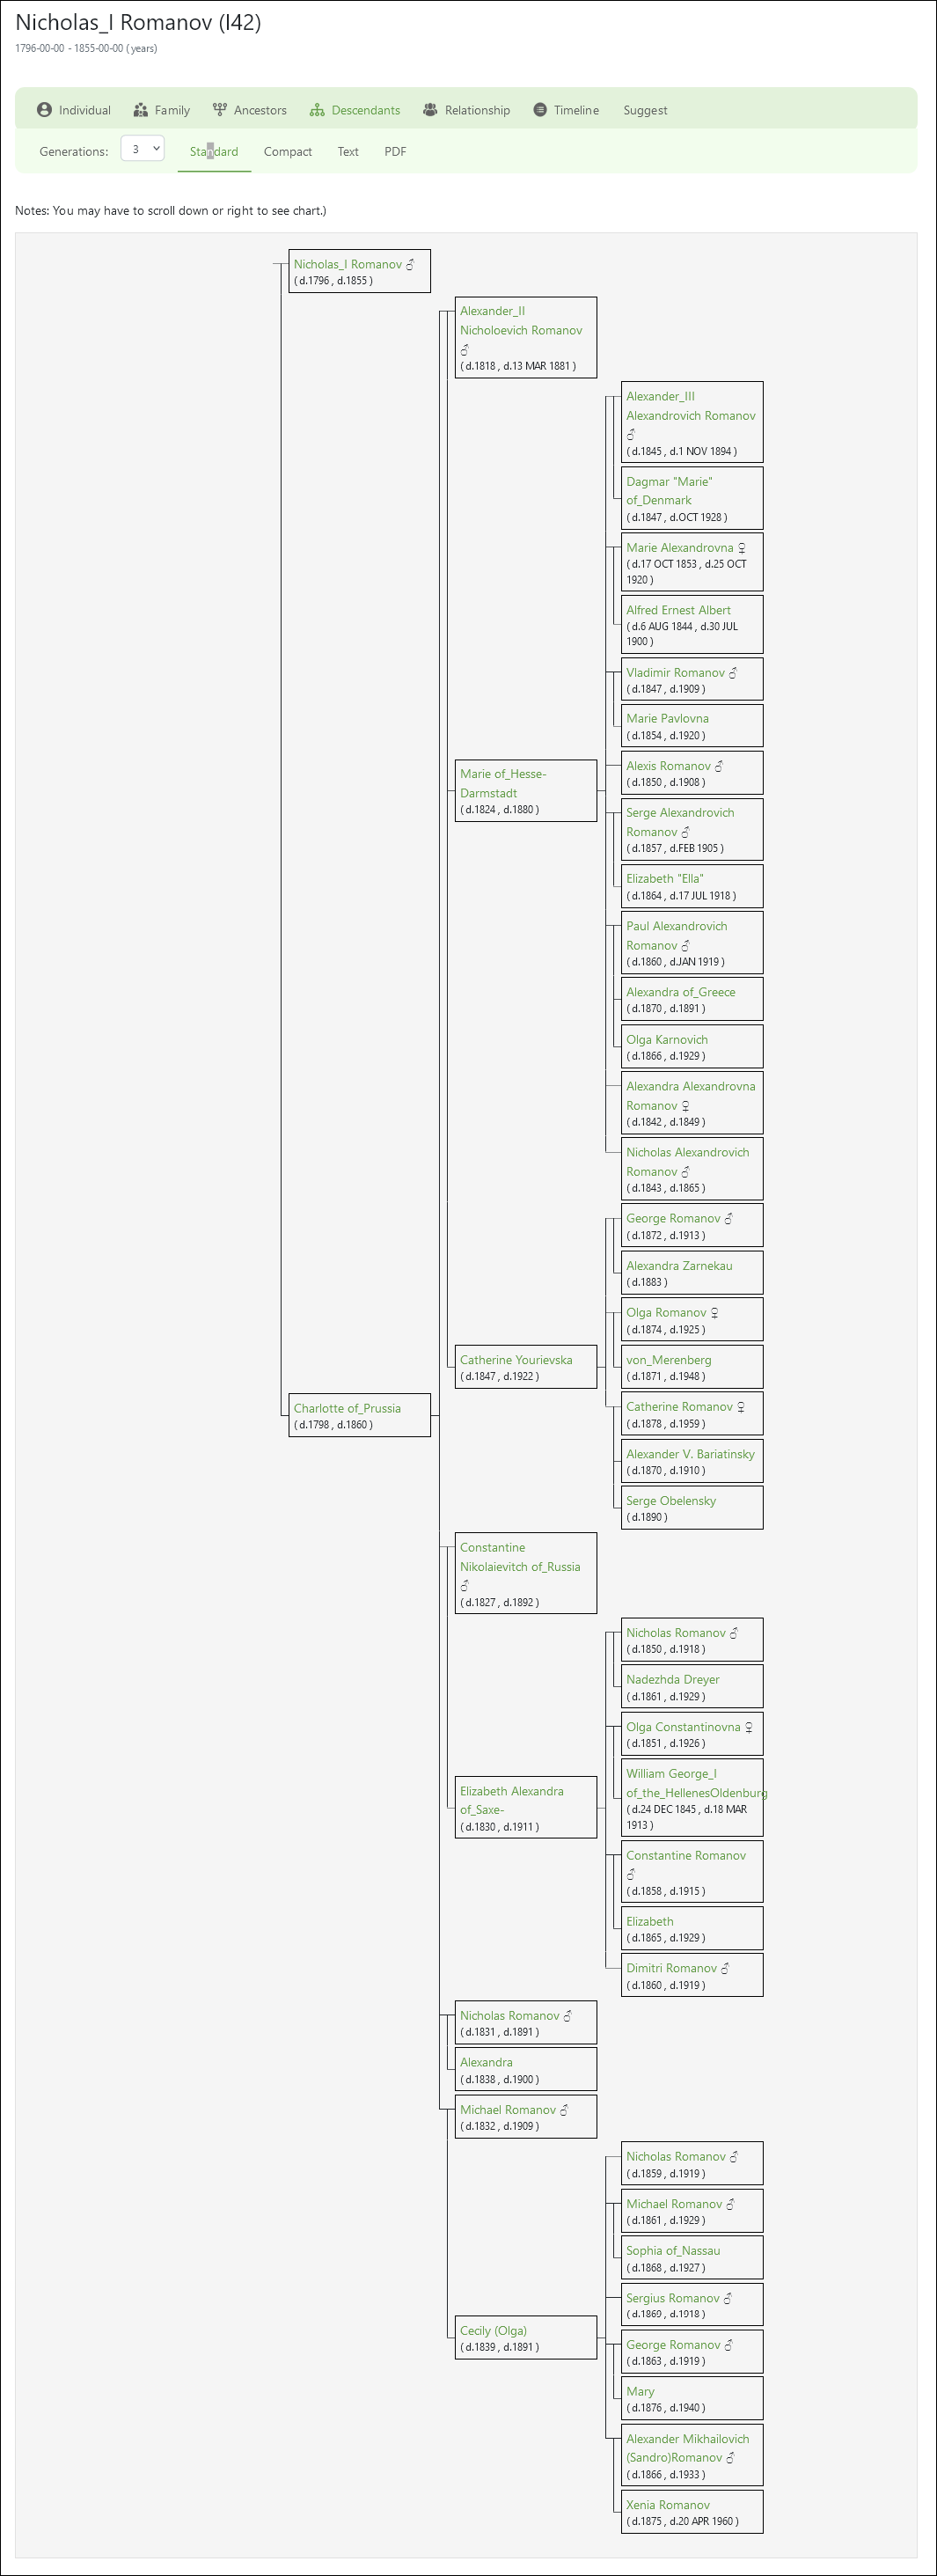 Nicholas_I Romanov (I42)
1796-00-00 - 1855-00-00 ( years)
Individual Family Ancestors Descendants Relationship Timeline Suggest
Generations: 3 Standard Compact Text PDF
Notes: You may have to scroll down or right to see chart.)
Nicholas_I Romanov ♂
( d.1796 , d.1855 )
Alexander_II
Nicholoevich Romanov
♂
( d.1818 , d.13 MAR 1881 )
Alexander_III
Alexandrovich Romanov
♂
( d.1845 , d.1 NOV 1894 )
Dagmar "Marie"
of_Denmark
( d.1847 , d.OCT 1928 )
Marie Alexandrovna ♀
( d.17 OCT 1853 , d.25 OCT
1920 )
Alfred Ernest Albert
( d.6 AUG 1844 , d.30 JUL
1900 )
Vladimir Romanov ♂
( d.1847 , d.1909 )
Marie Pavlovna
( d.1854 , d.1920 )
Marie of_Hesse-
Darmstadt
( d.1824 , d.1880 )
Alexis Romanov ♂
( d.1850 , d.1908 )
Serge Alexandrovich
Romanov ♂
( d.1857 , d.FEB 1905 )
Elizabeth "Ella"
( d.1864 , d.17 JUL 1918 )
Paul Alexandrovich
Romanov ♂
( d.1860 , d.JAN 1919 )
Alexandra of_Greece
( d.1870 , d.1891 )
Olga Karnovich
( d.1866 , d.1929 )
Alexandra Alexandrovna
Romanov ♀
( d.1842 , d.1849 )
Nicholas Alexandrovich
Romanov ♂
( d.1843 , d.1865 )
George Romanov ♂
( d.1872 , d.1913 )
Alexandra Zarnekau
( d.1883 )
Olga Romanov ♀
( d.1874 , d.1925 )
Catherine Yourievska
( d.1847 , d.1922 )
von_Merenberg
( d.1871 , d.1948 )
Charlotte of_Prussia
( d.1798 , d.1860 )
Catherine Romanov ♀
( d.1878 , d.1959 )
Alexander V. Bariatinsky
( d.1870 , d.1910 )
Serge Obelensky
( d.1890 )
Constantine
Nikolaievitch of_Russia
♂
( d.1827 , d.1892 )
Nicholas Romanov ♂
( d.1850 , d.1918 )
Nadezhda Dreyer
( d.1861 , d.1929 )
Olga Constantinovna ♀
( d.1851 , d.1926 )
William George_I
of_the_HellenesOldenburg
( d.24 DEC 1845 , d.18 MAR
1913 )
Elizabeth Alexandra
of_Saxe-
( d.1830 , d.1911 )
Constantine Romanov
♂
( d.1858 , d.1915 )
Elizabeth
( d.1865 , d.1929 )
Dimitri Romanov ♂
( d.1860 , d.1919 )
Nicholas Romanov ♂
( d.1831 , d.1891 )
Alexandra
( d.1838 , d.1900 )
Michael Romanov ♂
( d.1832 , d.1909 )
Nicholas Romanov ♂
( d.1859 , d.1919 )
Michael Romanov ♂
( d.1861 , d.1929 )
Sophia of_Nassau
( d.1868 , d.1927 )
Sergius Romanov ♂
( d.1869 , d.1918 )
Cecily (Olga)
( d.1839 , d.1891 )
George Romanov ♂
( d.1863 , d.1919 )
Mary
( d.1876 , d.1940 )
Alexander Mikhailovich
(Sandro)Romanov ♂
( d.1866 , d.1933 )
Xenia Romanov
( d.1875 , d.20 APR 1960 )